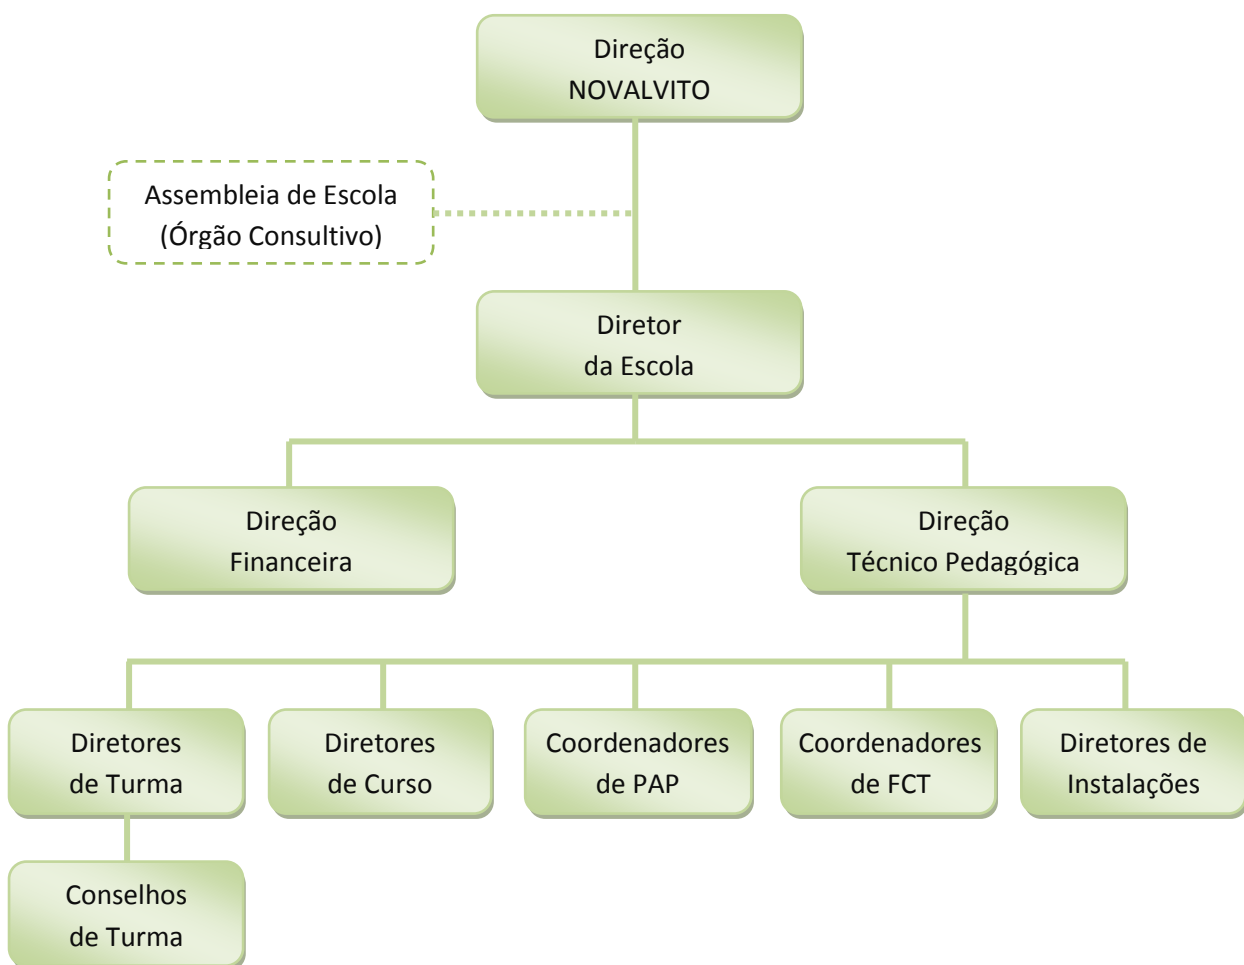 Direção
NOVALVITO
Assembleia de Escola
(Órgão Consultivo)
Diretor
da Escola
Direção
Financeira
Direção
Técnico Pedagógica
Diretores
de Turma
Diretores
de Curso
Coordenadores
de PAP
Coordenadores
de FCT
Diretores de
Instalações
Conselhos
de Turma